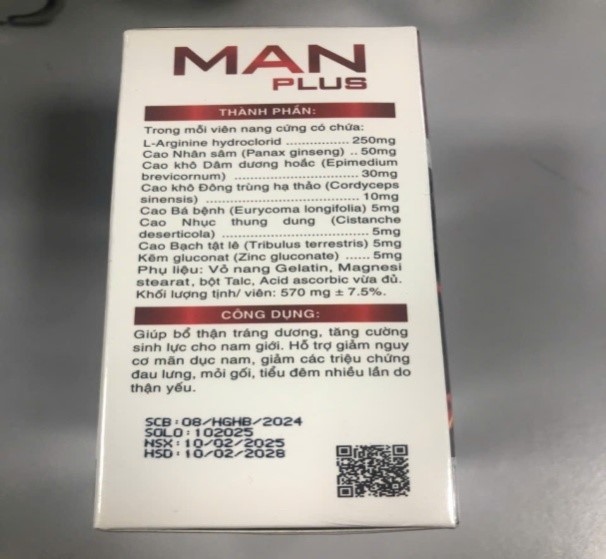 MAN
PLUS
THÀNH PHẦN:
Trong mỗi viên nang cứng có chứa:
L-Arginine hydroclorid .................. 250mg
Cao Nhân sâm (Panax ginseng) .. 50mg
Cao khô Dâm dương hoắc (Epimedium
brevicornum) .................................. 30mg
Cao khô Đông trùng hạ thảo (Cordyceps
sinensis) .......................................... 10mg
Cao Bá bệnh (Eurycoma longifolia) 5mg
Cao Nhục thung dung (Cistanche
deserticola) ....................................... 5mg
Cao Bạch tật lê (Tribulus terrestris) 5mg
Kẽm gluconat (Zinc gluconate) ...... 5mg
Phụ liệu: Vỏ nang Gelatin, Magnesi
stearat, bột Talc, Acid ascorbic vừa đủ.
Khối lượng tịnh/ viên: 570 mg ± 7.5%.
CÔNG DỤNG:
Giúp bổ thận tráng dương, tăng cường
sinh lực cho nam giới. Hỗ trợ giảm nguy
cơ mãn dục nam, giảm các triệu chứng
đau lưng, mỏi gối, tiểu đêm nhiều lần do
thận yếu.
SCB:08/HGHB/2024
SOLO:102025
NSX:10/02/2025
HSD:10/02/2028